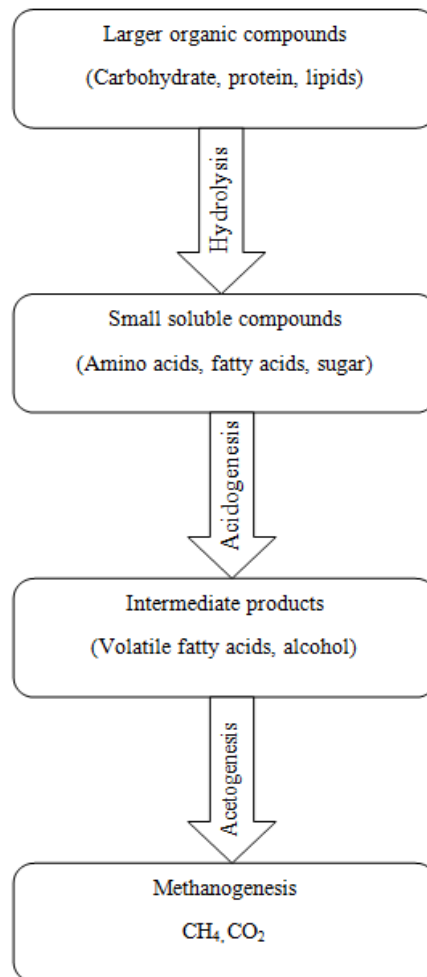 Larger organic compounds
(Carbohydrate, protein, lipids)
Hydrolysis
Small soluble compounds
(Amino acids, fatty acids, sugar)
Acidogenesis
Intermediate products
(Volatile fatty acids, alcohol)
Acetogenesis
Methanogenesis
CH₄, CO₂